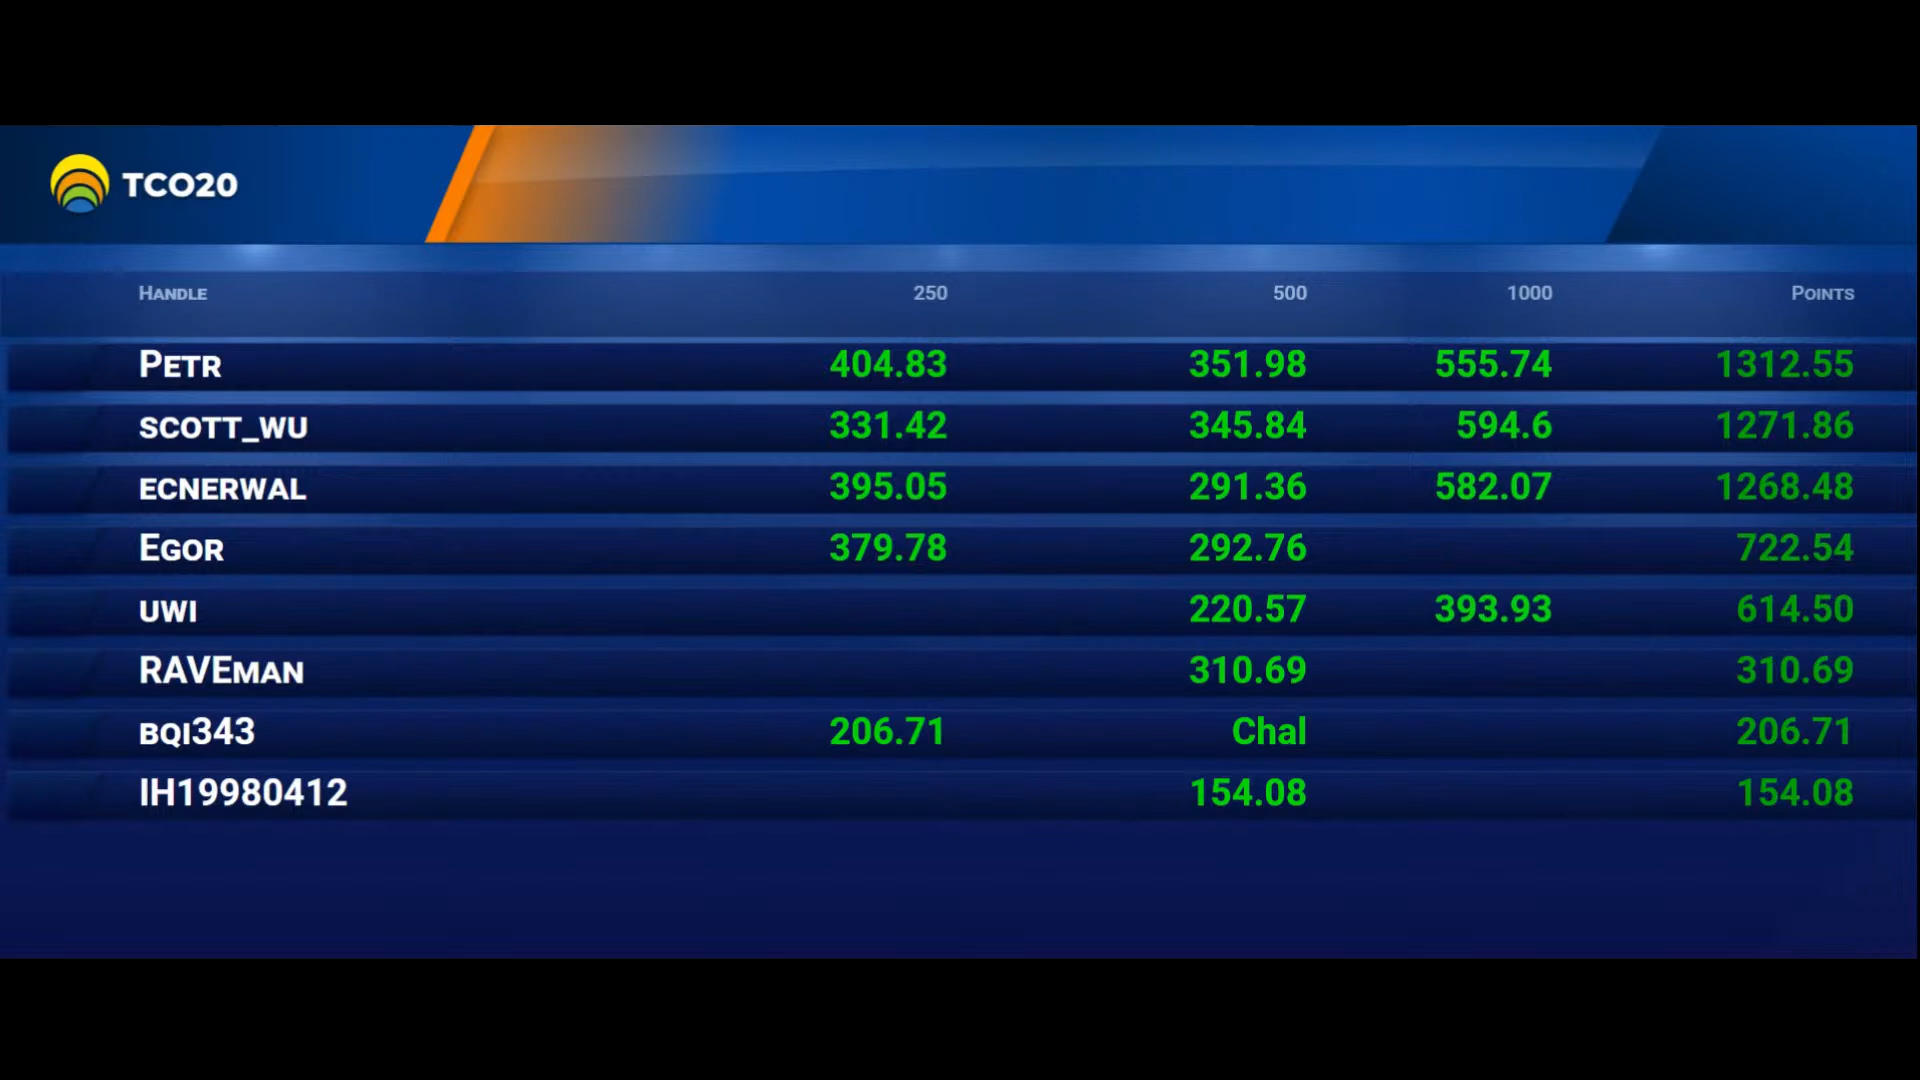 TCO20
Handle 250 500 1000 Points
Petr 404.83 351.98 555.74 1312.55
scott_wu 331.42 345.84 594.6 1271.86
ecnerwal 395.05 291.36 582.07 1268.48
Egor 379.78 292.76 722.54
uwi 220.57 393.93 614.50
RAVEman 310.69 310.69
bqi343 206.71 Chal 206.71
IH19980412 154.08 154.08